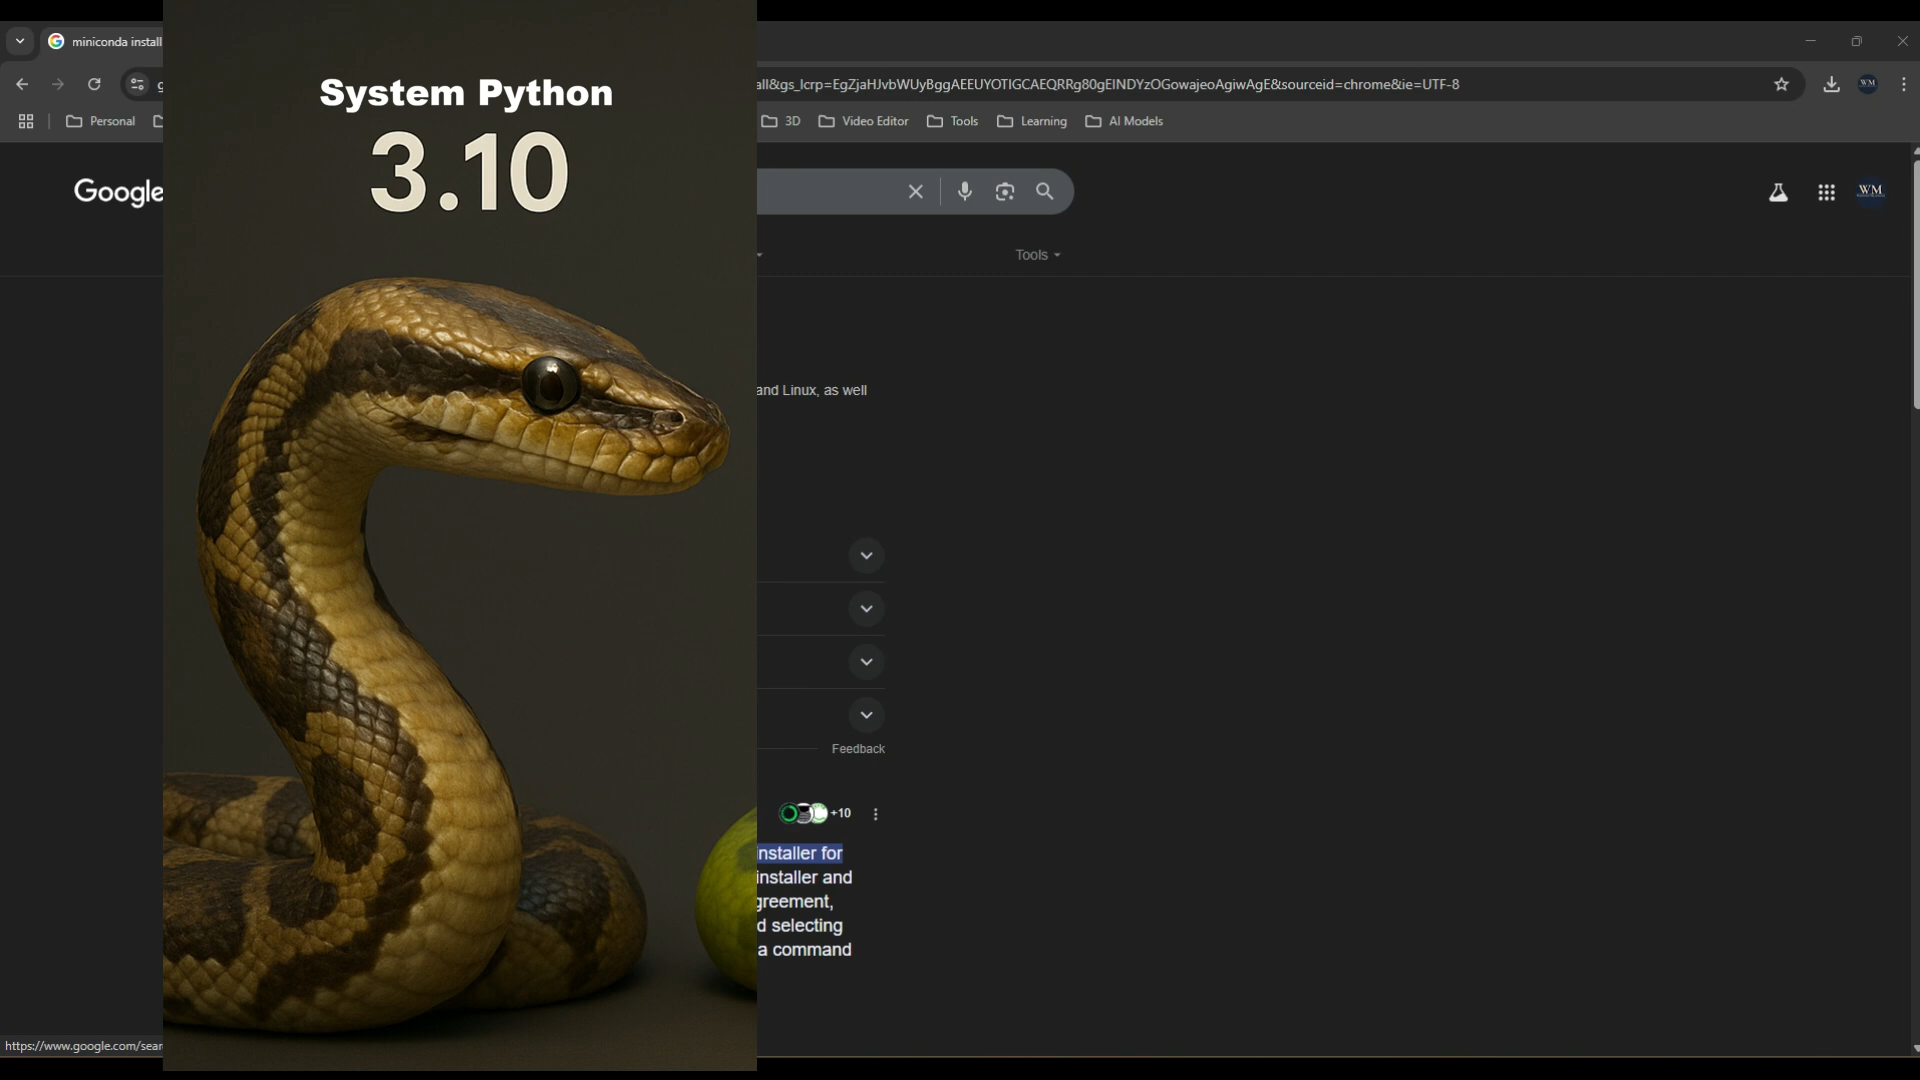 miniconda install
all&gs_lcrp=EgZjaHJvbWUyBggAEEUYOTIGCAEQRRg80gEINDYzOGowajeoAgiwAgE&sourceid=chrome&ie=UTF-8
Personal
3D
Video Editor
Tools
Learning
AI Models
System Python
3.10
Google
WM
Tools
and Linux, as well
Feedback
+10
installer for
installer and
greement,
d selecting
a command
https://www.google.com/sear